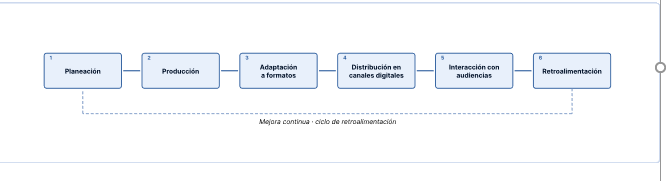 1
Planeación
2
Producción
3
Adaptación
a formatos
4
Distribución en
canales digitales
5
Interacción con
audiencias
6
Retroalimentación
Mejora continua · ciclo de retroalimentación